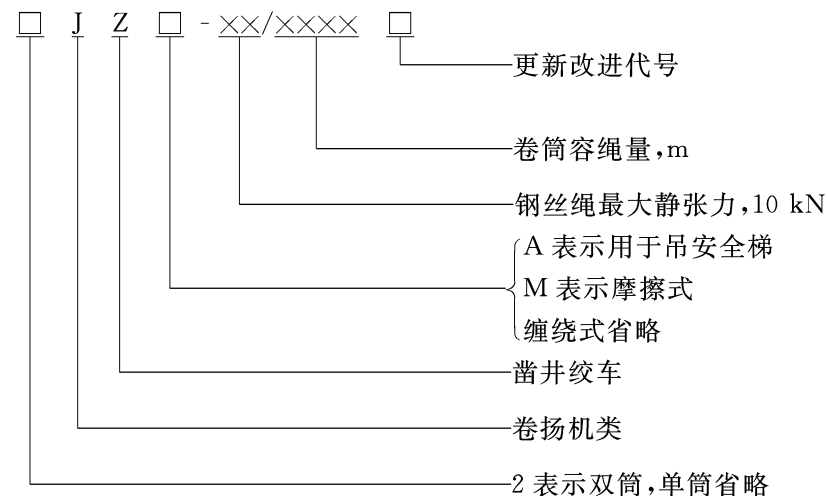 □ J Z □ - ××/×××× □
更新改进代号
卷筒容绳量,m
钢丝绳最大静张力,10 kN
A 表示用于吊安全梯
M 表示摩擦式
缠绕式省略
凿井绞车
卷扬机类
2 表示双筒,单筒省略